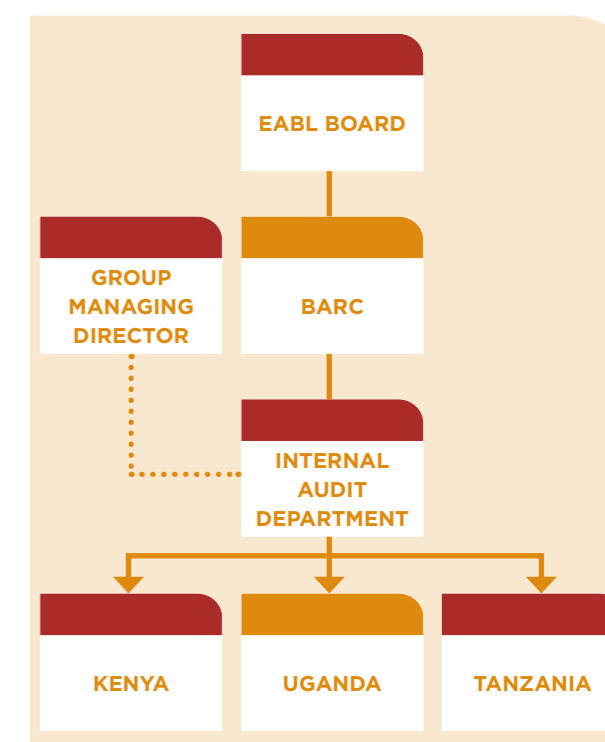 EABL BOARD
GROUP
MANAGING
DIRECTOR
BARC
INTERNAL
AUDIT
DEPARTMENT
KENYA
UGANDA
TANZANIA